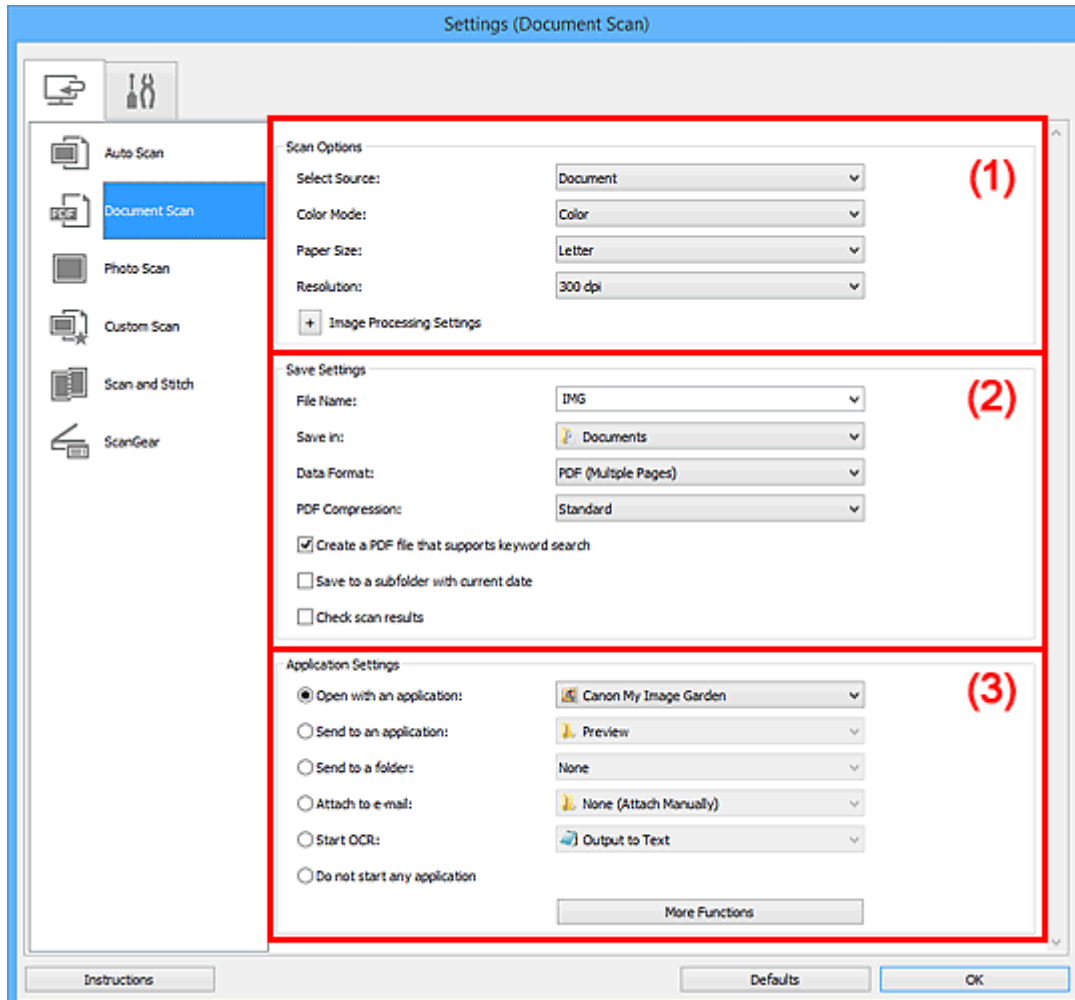 Settings (Document Scan)
Auto Scan
PDF Document Scan
Photo Scan
Custom Scan
Scan and Stitch
ScanGear
(1)
Scan Options
Select Source: Document
Color Mode: Color
Paper Size: Letter
Resolution: 300 dpi
+ Image Processing Settings
(2)
Save Settings
File Name: IMG
Save in: Documents
Data Format: PDF (Multiple Pages)
PDF Compression: Standard
Create a PDF file that supports keyword search
Save to a subfolder with current date
Check scan results
(3)
Application Settings
Open with an application: Canon My Image Garden
Send to an application: Preview
Send to a folder: None
Attach to e-mail: None (Attach Manually)
Start OCR: Output to Text
Do not start any application
More Functions
Instructions Defaults OK